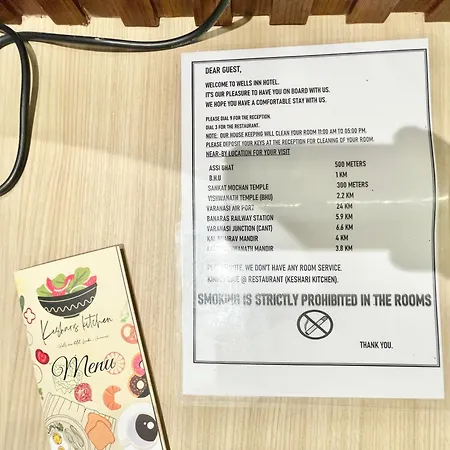 DEAR GUEST,
WELCOME TO WELLS INN HOTEL.
IT'S OUR PLEASURE TO HAVE YOU ON BOARD WITH US.
WE HOPE YOU HAVE A COMFORTABLE STAY WITH US.
PLEASE DIAL 9 FOR THE RECEPTION.
DIAL 3 FOR THE RESTAURANT.
NOTE: OUR HOUSE KEEPING WILL CLEAN YOUR ROOM 11:00 AM TO 05:00 PM.
PLEASE DEPOSIT YOUR KEYS AT THE RECEPTION FOR CLEANING OF YOUR ROOM.
NEAR-BY LOCATION FOR YOUR VISIT
ASSI GHAT 500 METERS
B.H.U 1 KM
SANKAT MOCHAN TEMPLE 300 METERS
VISHWANATH TEMPLE (BHU) 2.2 KM
VARANASI AIR PORT 24 KM
BANARAS RAILWAY STATION 5.9 KM
VARANASI JUNCTION (CANT) 6.6 KM
MANDIR 4 KM
MANDIR 3.8 KM
WE DON'T HAVE ANY ROOM SERVICE.
@ RESTAURANT (KESHARI KITCHEN).
SMOKING IS STRICTLY PROHIBITED IN THE ROOMS
THANK YOU.
Keshari's kitchen
Menu